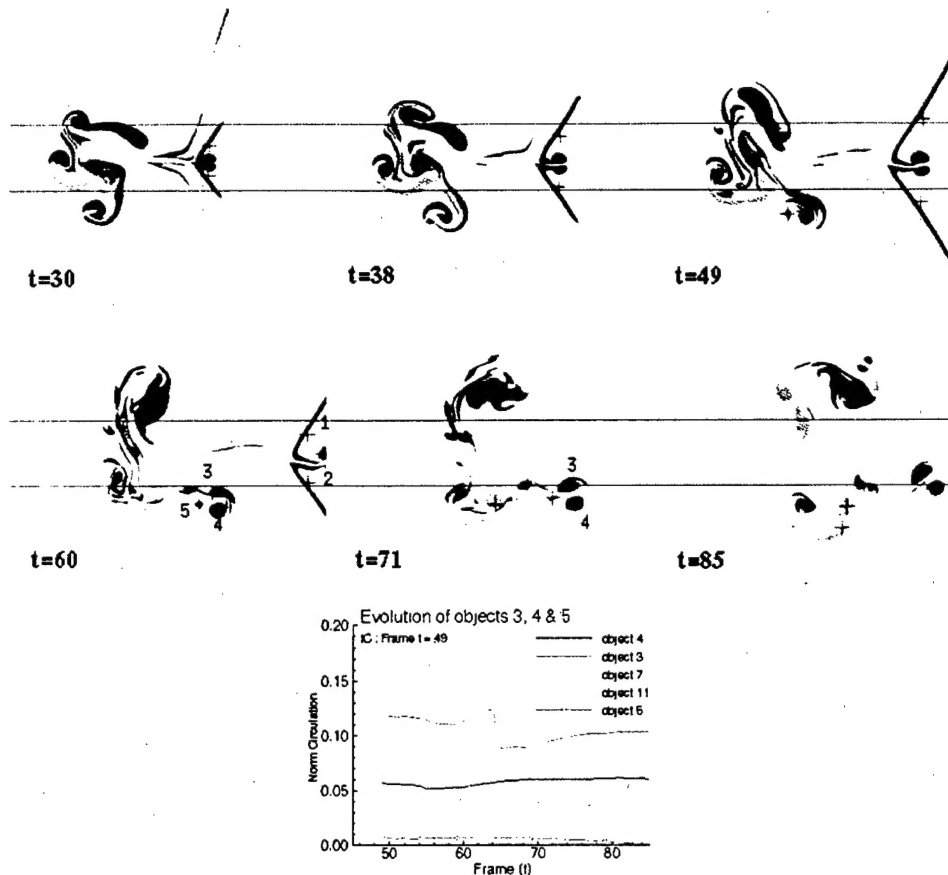 t=30
t=38
t=49
1
3
2
5
4
3
4
t=60
t=71
t=85
Evolution of objects 3, 4 & 5
IC : Frame t = 49
object 4
object 3
object 7
object 11
object 5
0.20
0.15
0.10
0.05
0.00
Norm Circulation
50
60
70
80
Frame (t)